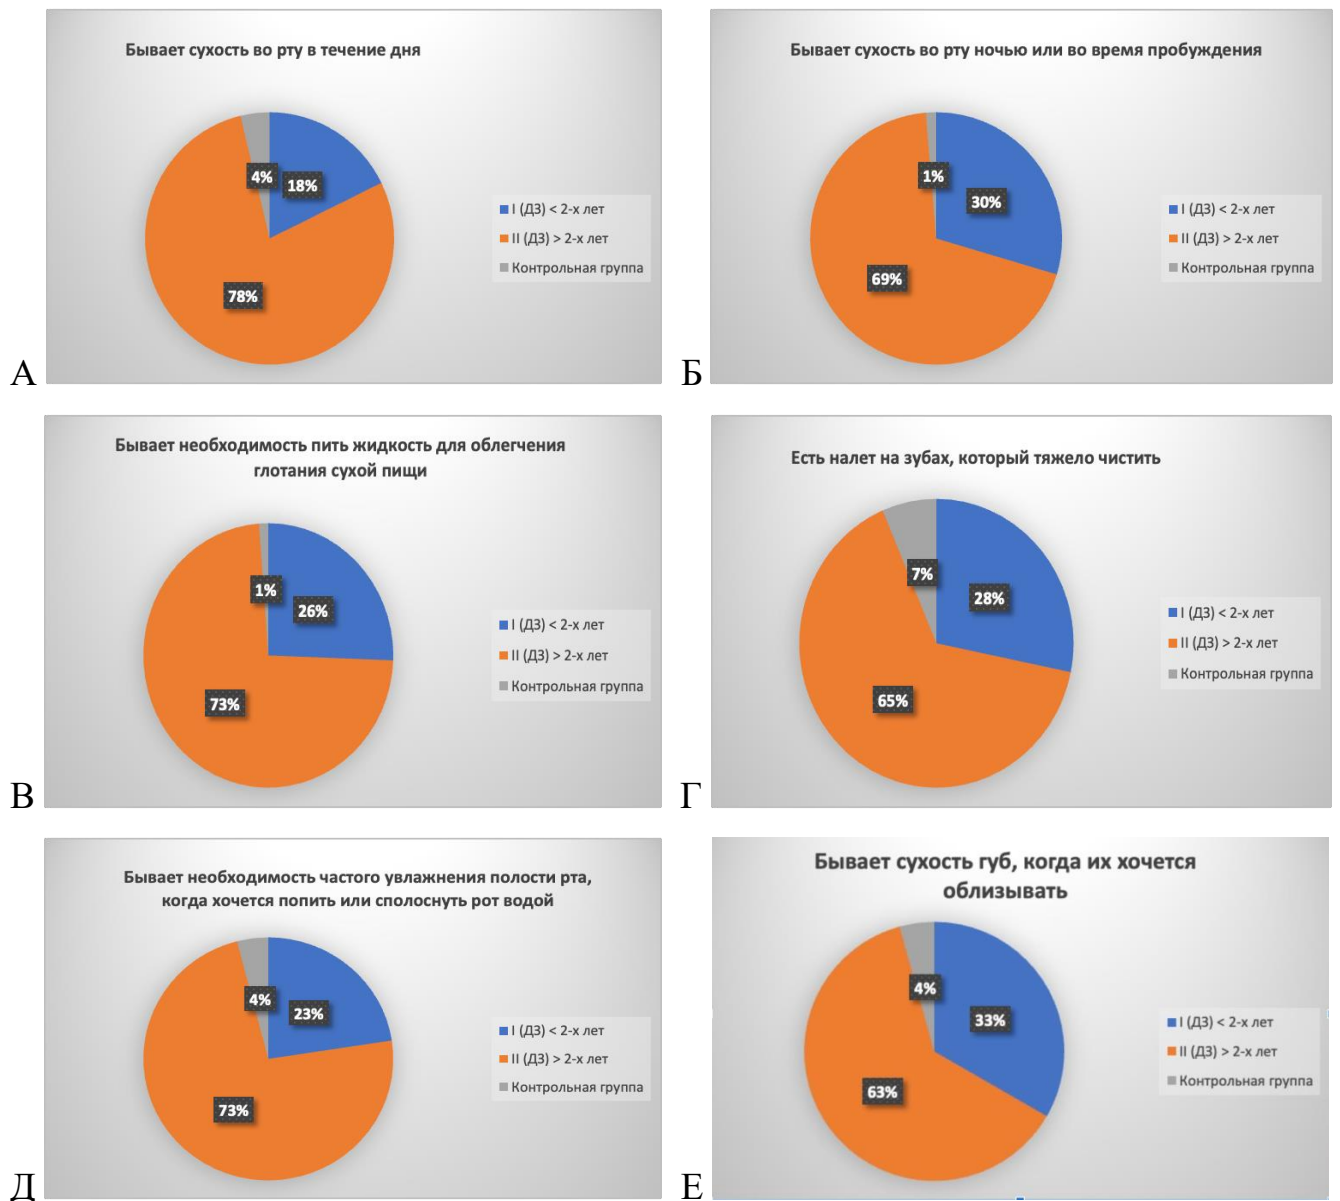 Бывает сухость во рту в течение дня
4%
18%
78%
I (ДЗ) < 2-х лет
II (ДЗ) > 2-х лет
Контрольная группа
А
Бывает сухость во рту ночью или во время пробуждения
1%
30%
69%
I (ДЗ) < 2-х лет
II (ДЗ) > 2-х лет
Контрольная группа
Б
Бывает необходимость пить жидкость для облегчения
глотания сухой пищи
1%
26%
73%
I (ДЗ) < 2-х лет
II (ДЗ) > 2-х лет
Контрольная группа
В
Есть налет на зубах, который тяжело чистить
7%
28%
65%
I (ДЗ) < 2-х лет
II (ДЗ) > 2-х лет
Контрольная группа
Г
Бывает необходимость частого увлажнения полости рта,
когда хочется попить или сполоснуть рот водой
4%
23%
73%
I (ДЗ) < 2-х лет
II (ДЗ) > 2-х лет
Контрольная группа
Д
Бывает сухость губ, когда их хочется
облизывать
4%
33%
63%
I (ДЗ) < 2-х лет
II (ДЗ) > 2-х лет
Контрольная группа
Е